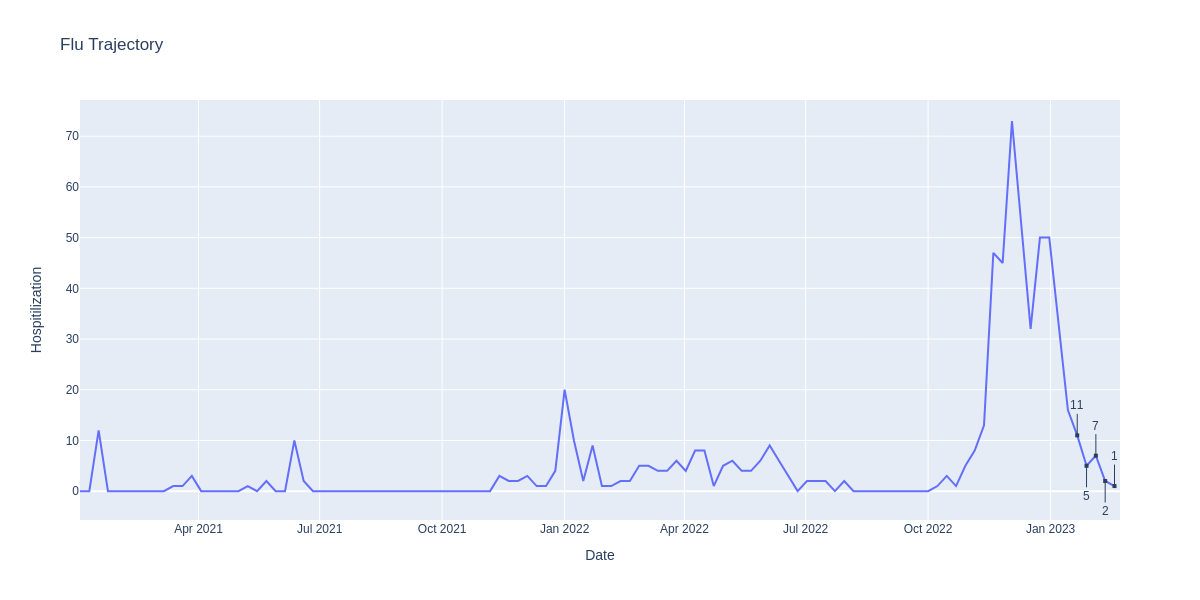 Flu Trajectory
Hospitilization
70
60
50
40
30
20
10
0
11
5
7
2
1
Apr 2021
Jul 2021
Oct 2021
Jan 2022
Apr 2022
Jul 2022
Oct 2022
Jan 2023
Date